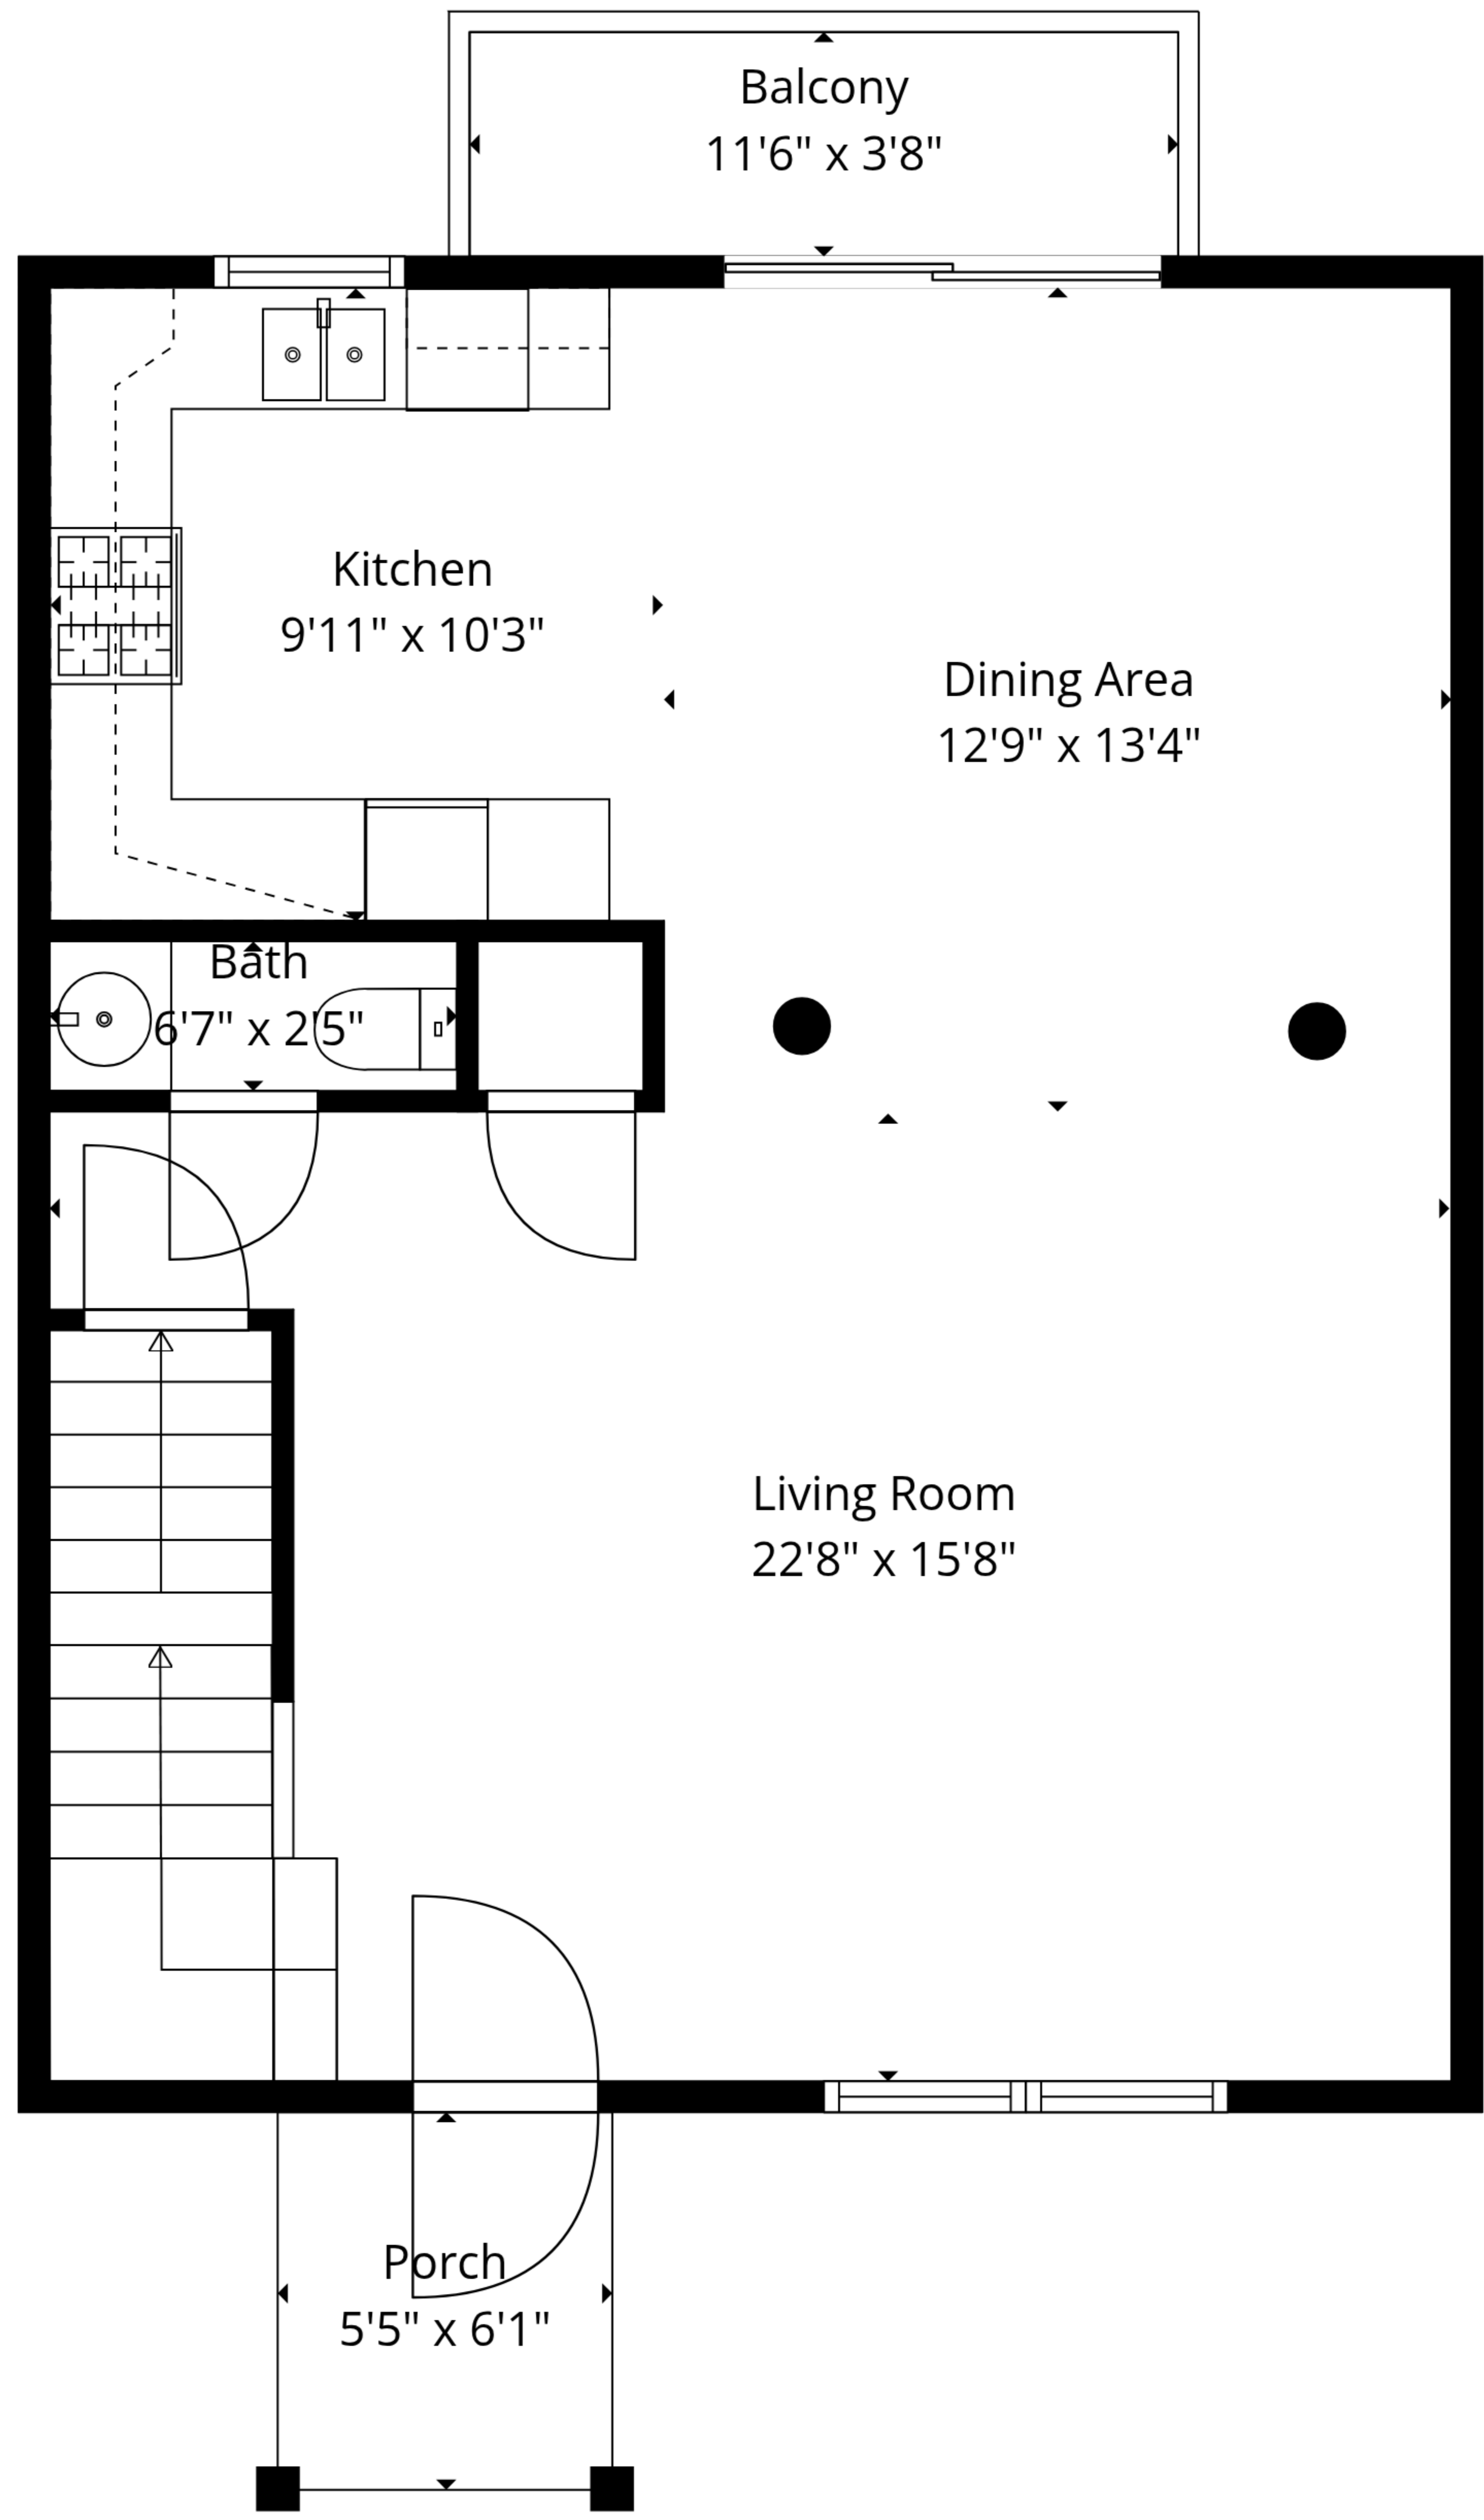 Balcony
11'6" x 3'8"
Kitchen
9'11" x 10'3"
Dining Area
12'9" x 13'4"
Bath
6'7" x 2'5"
Living Room
22'8" x 15'8"
Porch
5'5" x 6'1"